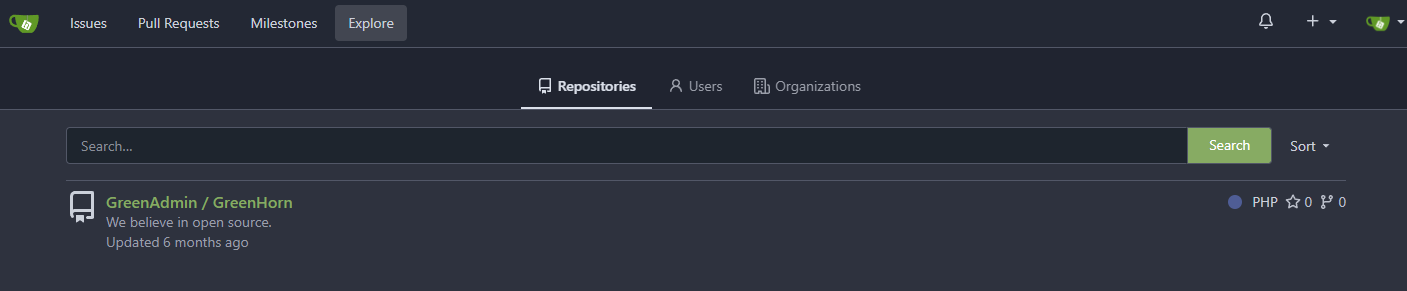 Issues Pull Requests Milestones Explore
Repositories Users Organizations
Search... Search Sort
GreenAdmin / GreenHorn PHP 0 0
We believe in open source.
Updated 6 months ago